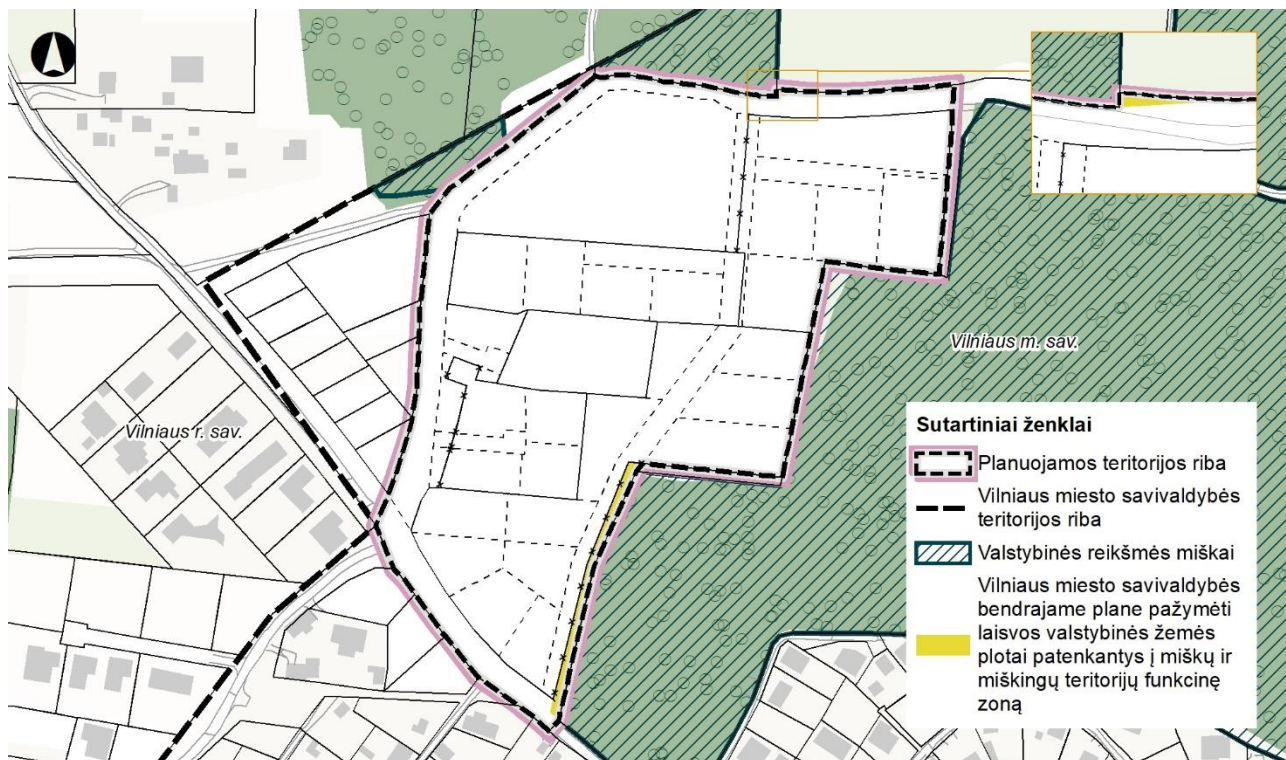 Vilniaus m. sav.
Vilniaus r. sav.
Sutartiniai ženklai
Planuojamos teritorijos riba
Vilniaus miesto savivaldybės
teritorijos riba
Valstybinės reikšmės miškai
Vilniaus miesto savivaldybės
bendrajame plane pažymėti
laisvos valstybinės žemės
plotai patenkantys į miškų ir
miškingų teritorijų funkcinę
zoną